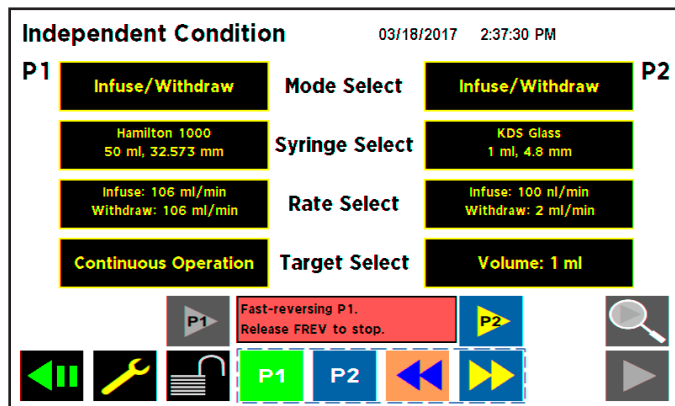 Independent Condition 03/18/2017 2:37:30 PM
P1 Infuse/Withdraw Mode Select Infuse/Withdraw P2
Hamilton 1000
50 ml, 32.573 mm
Syringe Select
KDS Glass
1 ml, 4.8 mm
Infuse: 106 ml/min
Withdraw: 106 ml/min
Rate Select
Infuse: 100 nl/min
Withdraw: 2 ml/min
Continuous Operation Target Select Volume: 1 ml
P1
Fast-reversing P1.
Release FREV to stop.
P2
P1 P2